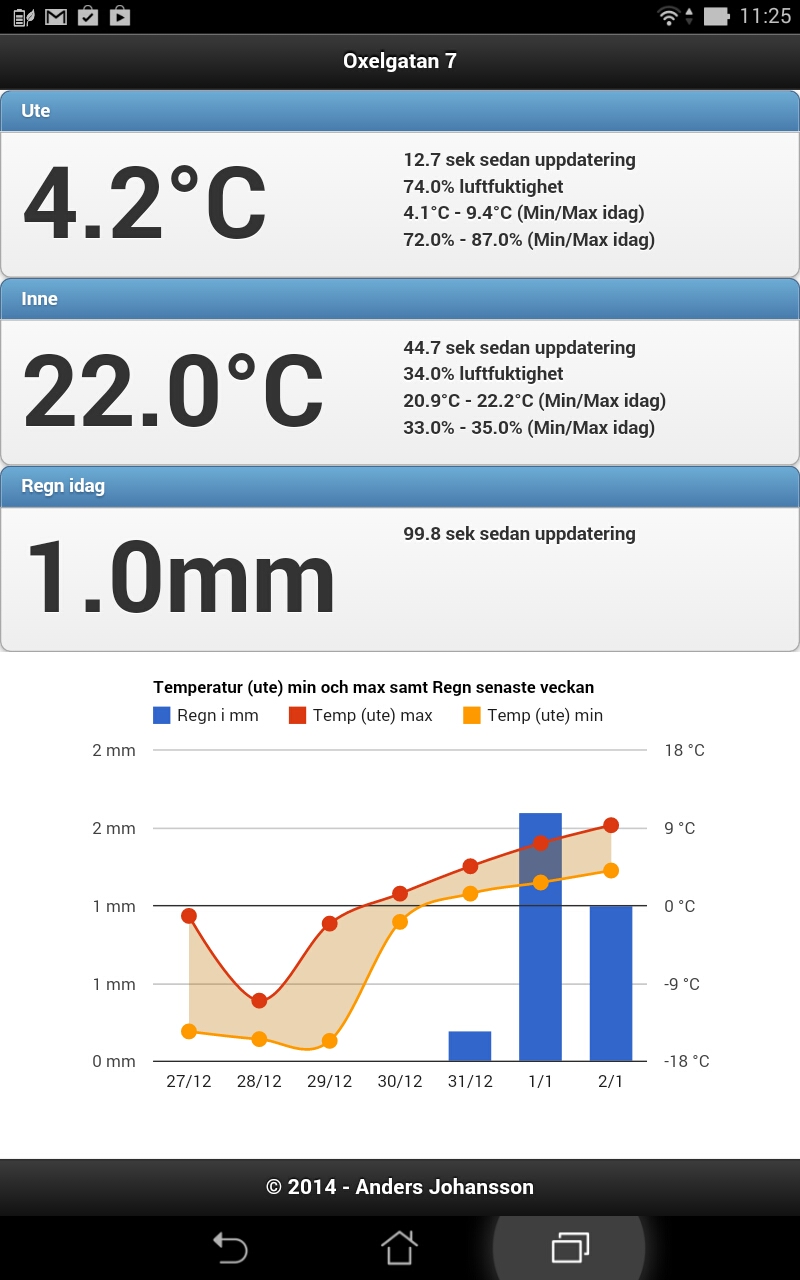 11:25
Oxelgatan 7
Ute
4.2°C
12.7 sek sedan uppdatering
74.0% luftfuktighet
4.1°C - 9.4°C (Min/Max idag)
72.0% - 87.0% (Min/Max idag)
Inne
22.0°C
44.7 sek sedan uppdatering
34.0% luftfuktighet
20.9°C - 22.2°C (Min/Max idag)
33.0% - 35.0% (Min/Max idag)
Regn idag
1.0mm
99.8 sek sedan uppdatering
Temperatur (ute) min och max samt Regn senaste veckan
Regn i mm Temp (ute) max Temp (ute) min
2 mm 18 °C
2 mm 9 °C
1 mm 0 °C
1 mm -9 °C
0 mm -18 °C
27/12 28/12 29/12 30/12 31/12 1/1 2/1
© 2014 - Anders Johansson